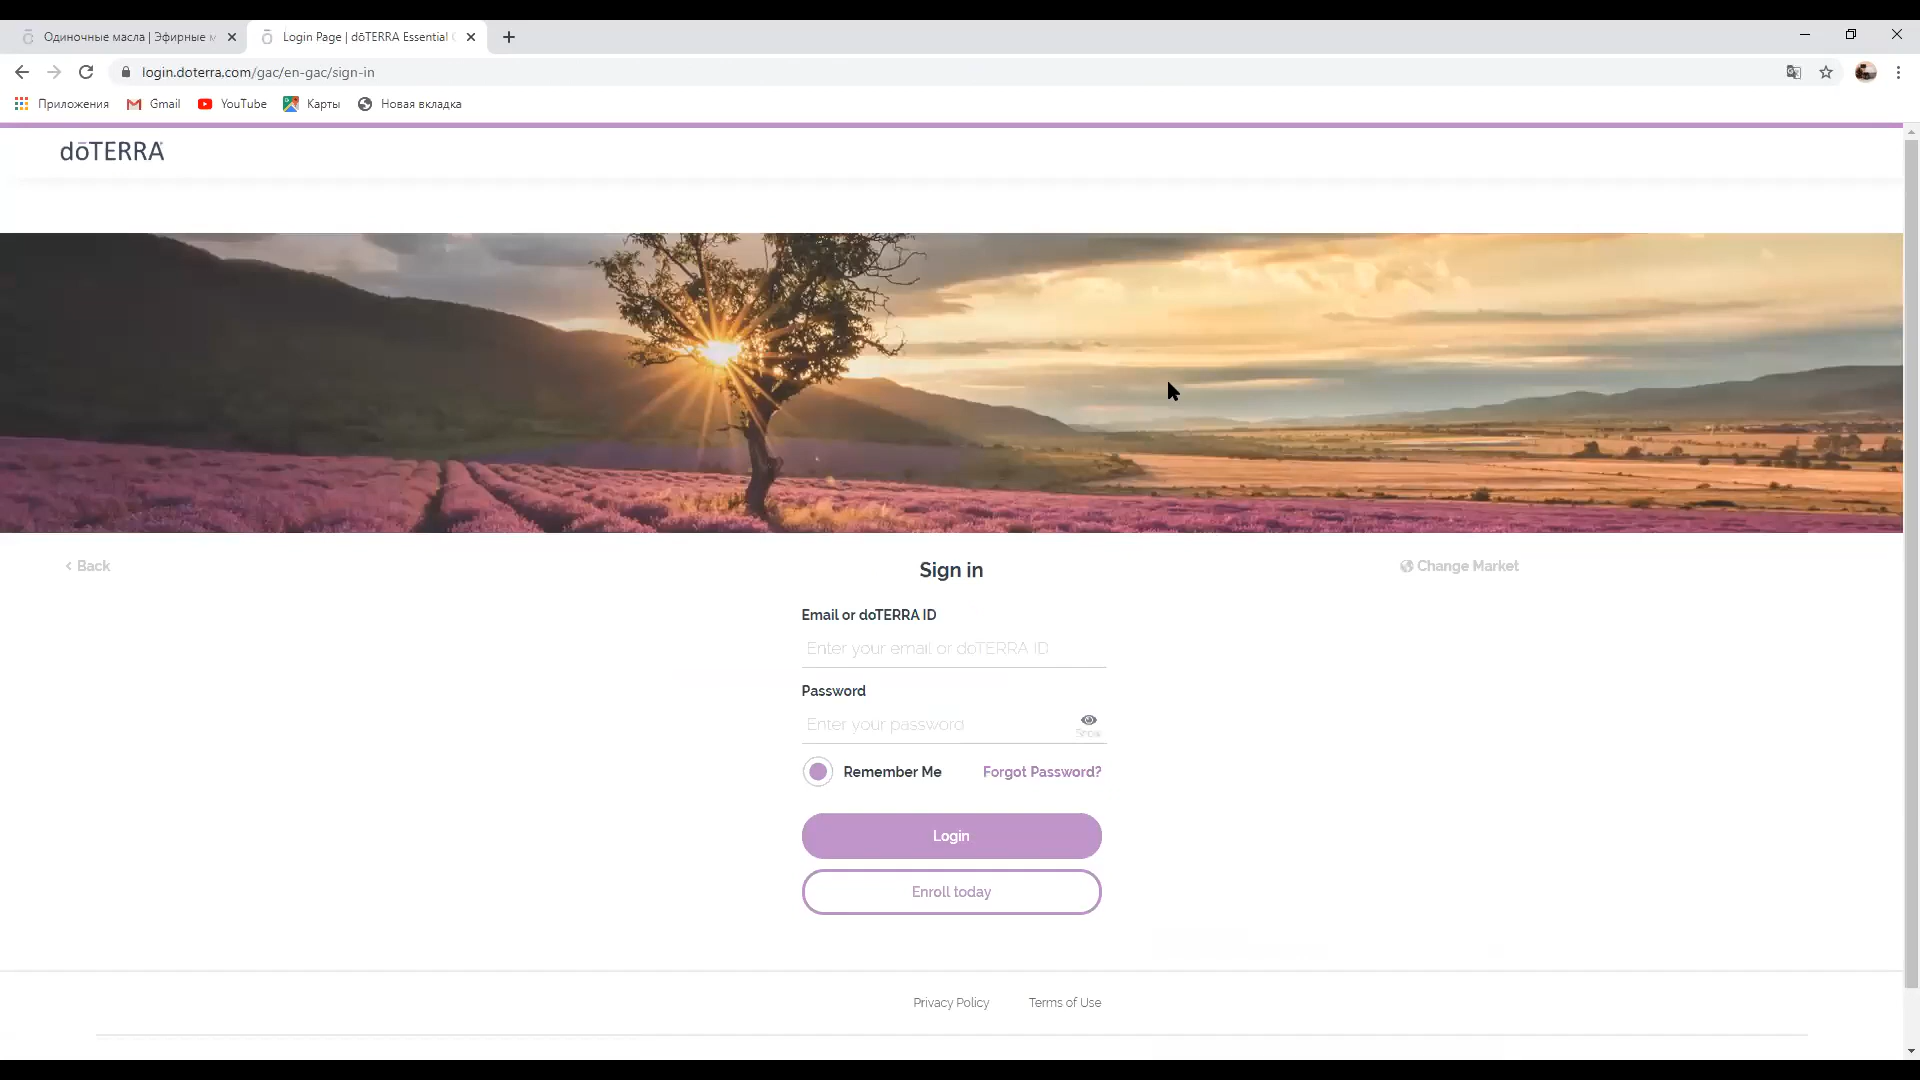 Одиночные масла | Эфирные м
Login Page | dōTERRA Essential
login.doterra.com/gac/en-gac/sign-in
Приложения Gmail YouTube Карты Новая вкладка
dōTERRA
Back
Sign in
Change Market
Email or doTERRA ID
Enter your email or doTERRA ID
Password
Enter your password
Show
Remember Me
Forgot Password?
Login
Enroll today
Privacy Policy
Terms of Use